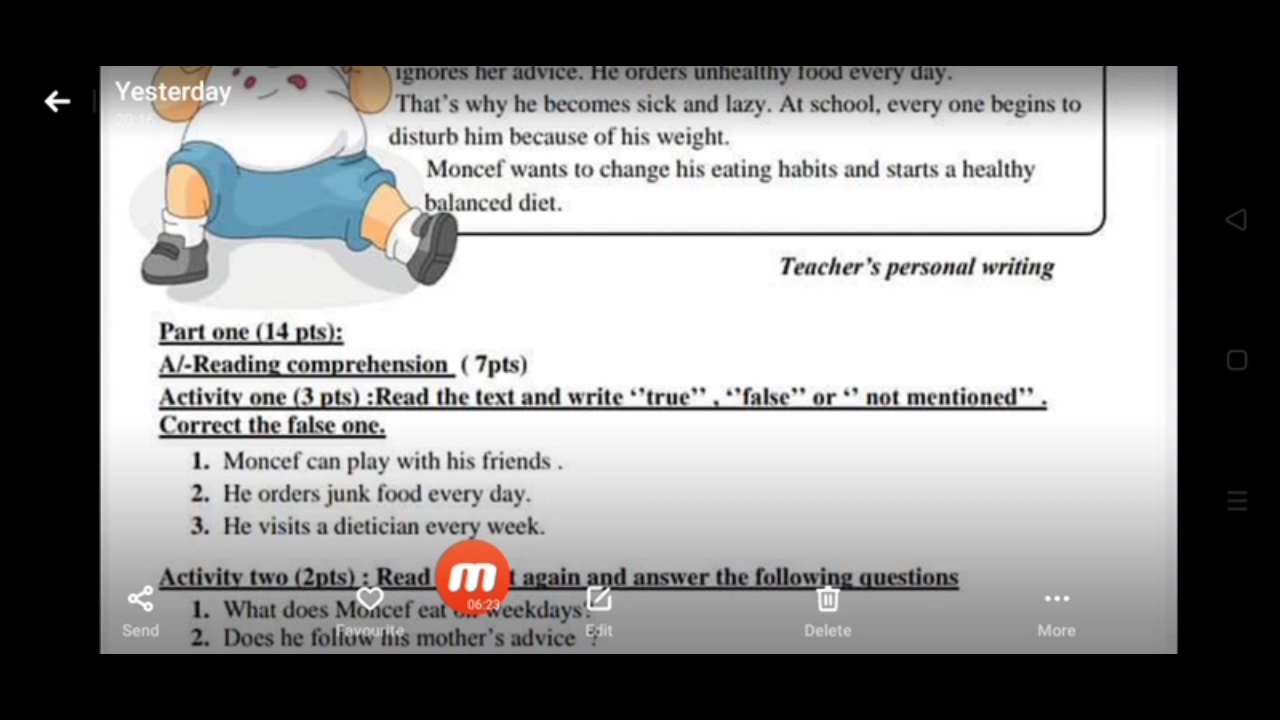 Yesterday
ignores her advice. He orders unhealthy food every day.
That's why he becomes sick and lazy. At school, every one begins to
disturb him because of his weight.
Moncef wants to change his eating habits and starts a healthy
balanced diet.
Teacher's personal writing
Part one (14 pts):
A/-Reading comprehension ( 7pts)
Activity one (3 pts) :Read the text and write ‘’true’’ , ‘’false’’ or ‘’ not mentioned’’ .
Correct the false one.
1. Moncef can play with his friends .
2. He orders junk food every day.
3. He visits a dietician every week.
Activity two (2pts) : Read again and answer the following questions
1. What does Moncef eat weekdays?
2. Does he follow his mother's advice ?
06:23
Send
Favourite
Edit
Delete
More